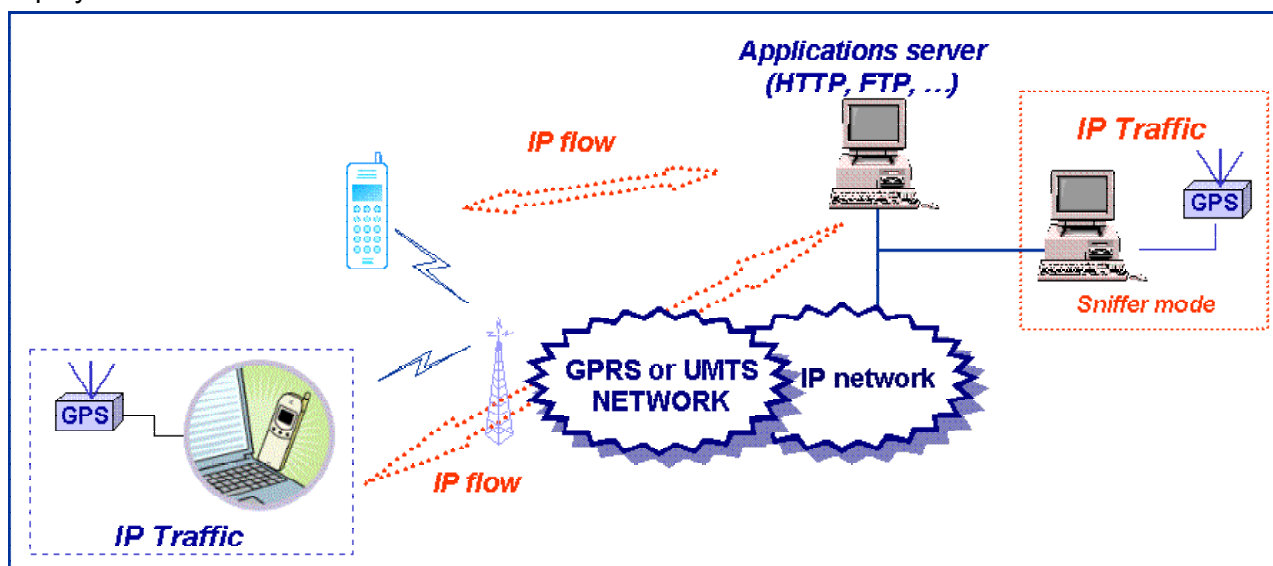 Applications server
(HTTP, FTP, ...)
IP Traffic
IP flow
GPS
Sniffer mode
GPRS or UMTS
NETWORK
IP network
GPS
IP flow
IP Traffic